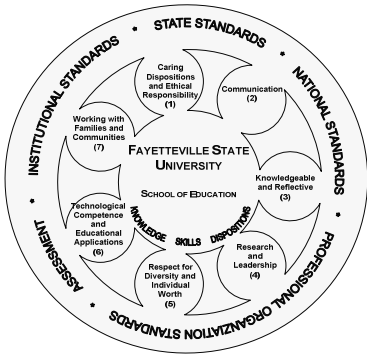 STATE STANDARDS
NATIONAL STANDARDS
PROFESSIONAL ORGANZIATION STANDARDS
ASSESSMENT
INSTITUTIONAL STANDARDS
Caring
Dispositions
and Ethical
Responsibility
(1)
Communication
(2)
Knowledgeable
and Reflective
(3)
Research
and
Leadership
(4)
Respect for
Diversity and
Individual
Worth
(5)
Technological
Competence
and
Educational
Applications
(6)
Working with
Families and
Communities
(7)
FAYETTEVILLE STATE
UNIVERSITY
SCHOOL OF EDUCATION
KNOWLEDGE SKILLS DISPOSITIONS